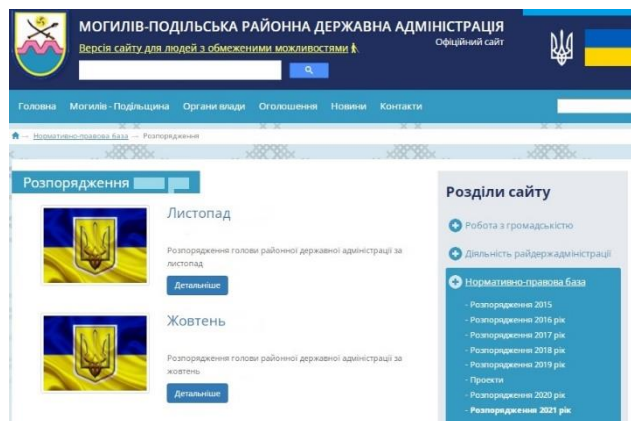 МОГИЛІВ-ПОДІЛЬСЬКА РАЙОННА ДЕРЖАВНА АДМІНІСТРАЦІЯ
Версія сайту для людей з обмеженими можливостями
Офіційний сайт
Головна Могилів - Подільщина Органи влади Оголошення Новини Контакти
→ Нормативно-правова база → Розпорядження
Розпорядження
Листопад
Розпорядження голови районної державної адміністрації за
листопад
Детальніше
Жовтень
Розпорядження голови районної державної адміністрації за
жовтень
Детальніше
Розділи сайту
Робота з громадськістю
Діяльність райдержадміністрації
Нормативно-правова база
- Розпорядження 2015
- Розпорядження 2016 рік
- Розпорядження 2017 рік
- Розпорядження 2018 рік
- Розпорядження 2019 рік
- Проекти
- Розпорядження 2020 рік
- Розпорядження 2021 рік